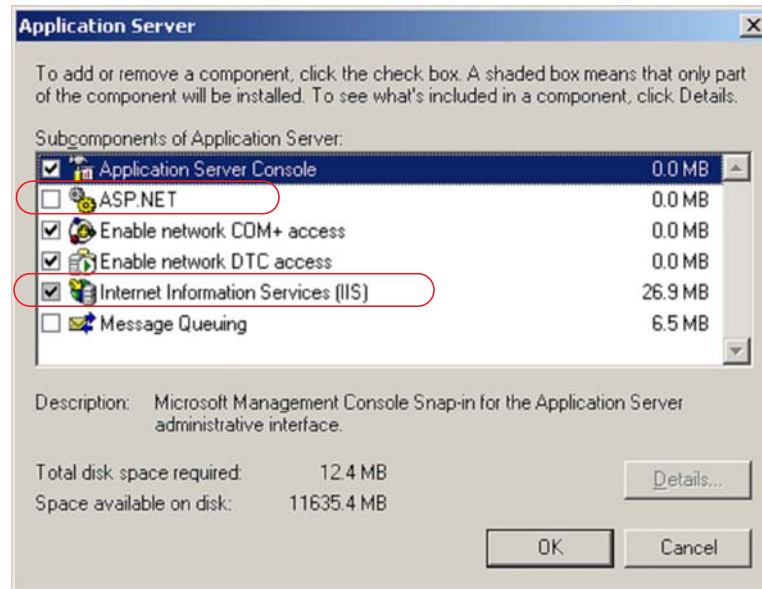 Application Server
To add or remove a component, click the check box. A shaded box means that only part
of the component will be installed. To see what's included in a component, click Details.
Subcomponents of Application Server:
Application Server Console 0.0 MB
ASP.NET 0.0 MB
Enable network COM+ access 0.0 MB
Enable network DTC access 0.0 MB
Internet Information Services (IIS) 26.9 MB
Message Queuing 6.5 MB
Description: Microsoft Management Console Snap-in for the Application Server
administrative interface.
Total disk space required: 12.4 MB
Space available on disk: 11635.4 MB
Details...
OK Cancel